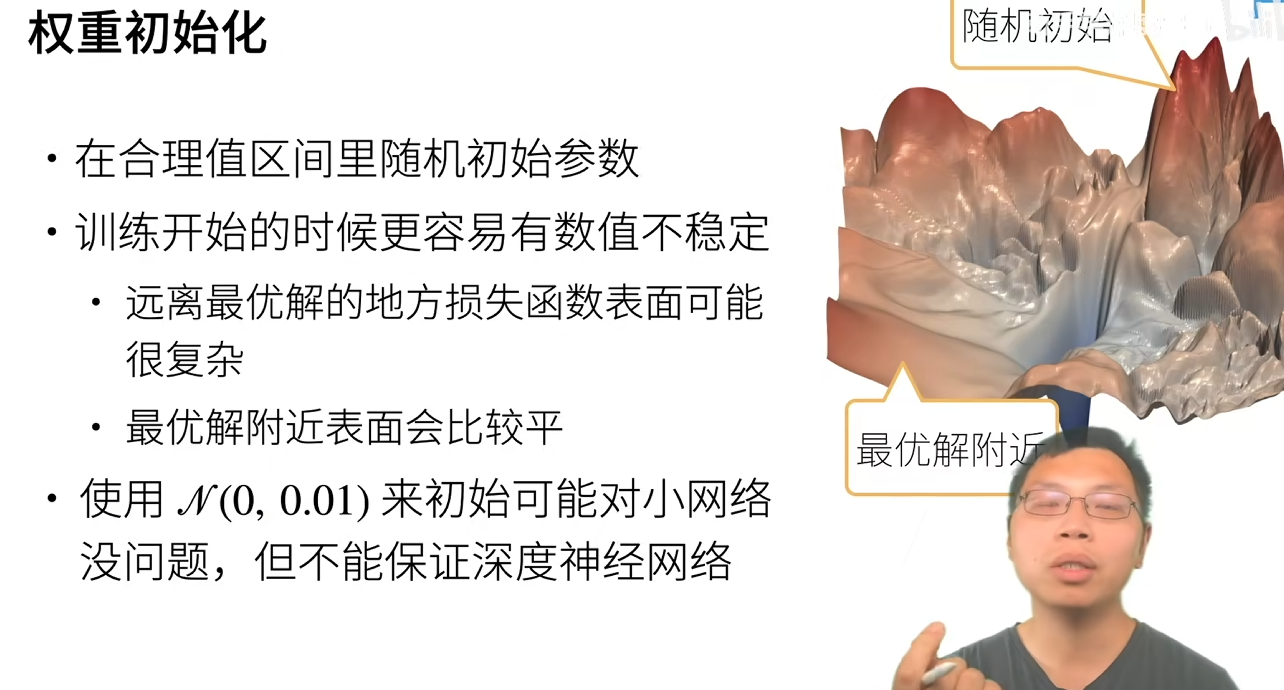 权重初始化
随机初始
• 在合理值区间里随机初始参数
• 训练开始的时候更容易有数值不稳定
• 远离最优解的地方损失函数表面可能
很复杂
• 最优解附近表面会比较平
最优解附近
• 使用 𝒩(0, 0.01) 来初始可能对小网络
没问题，但不能保证深度神经网络